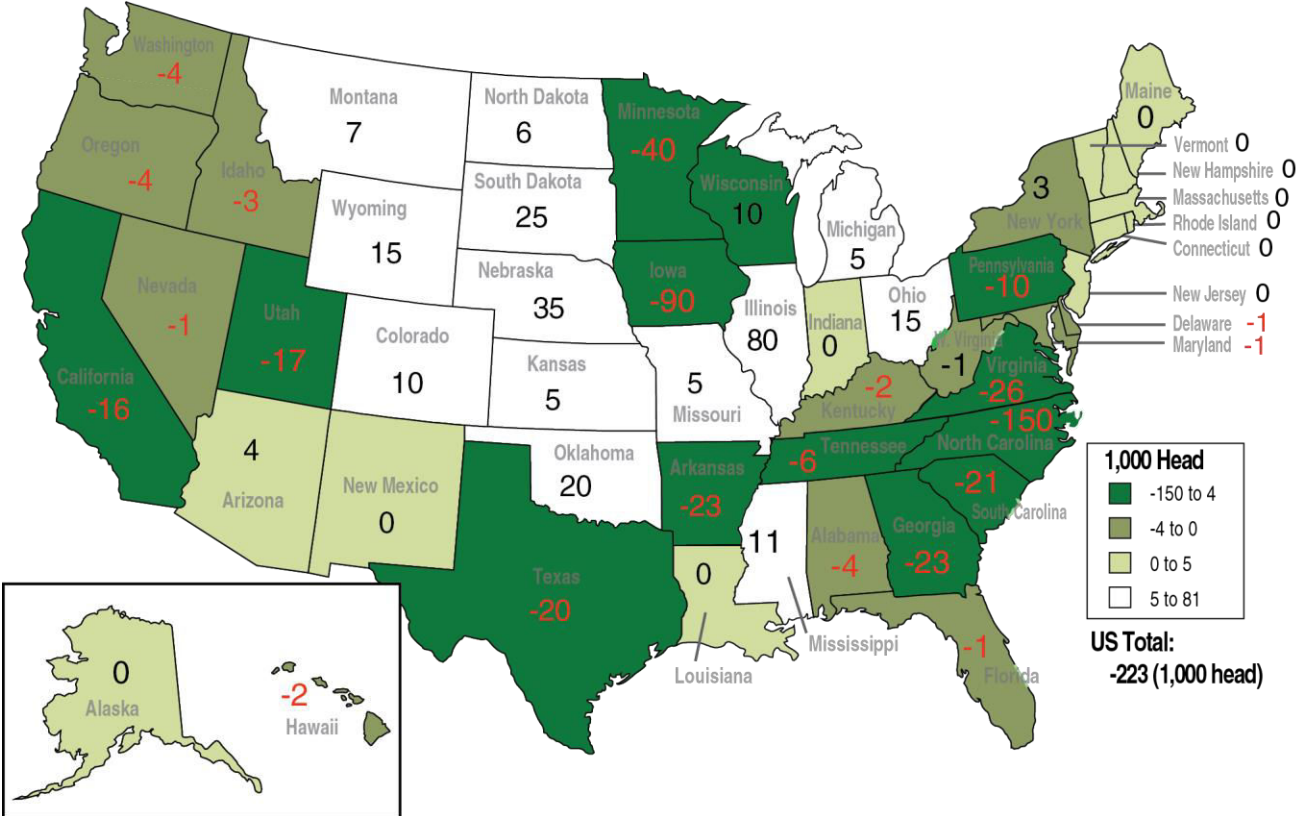 Washington
-4
Montana
7
North Dakota
6
Minnesota
-40
Maine
0
Oregon
-4
Idaho
-3
Wyoming
15
South Dakota
25
Wisconsin
10
Michigan
5
3
New York
Vermont 0
New Hampshire 0
Massachusetts 0
Rhode Island 0
Connecticut 0
Nevada
-1
Utah
-17
Colorado
10
Nebraska
35
Iowa
-90
Illinois
80
Indiana
0
Ohio
15
Pennsylvania
-10
New Jersey 0
Delaware -1
Maryland -1
California
-16
Kansas
5
5
Missouri
-2
Kentucky
W. Virginia
-1
Virginia
-26
-150
North Carolina
4
Arizona
New Mexico
0
Oklahoma
20
Arkansas
-23
-6 Tennessee
-21
South Carolina
Texas
-20
0
Louisiana
11
Mississippi
Alabama
-4
Georgia
-23
-1
Florida
0
Alaska
-2
Hawaii
1,000 Head
-150 to 4
-4 to 0
0 to 5
5 to 81
US Total:
-223 (1,000 head)